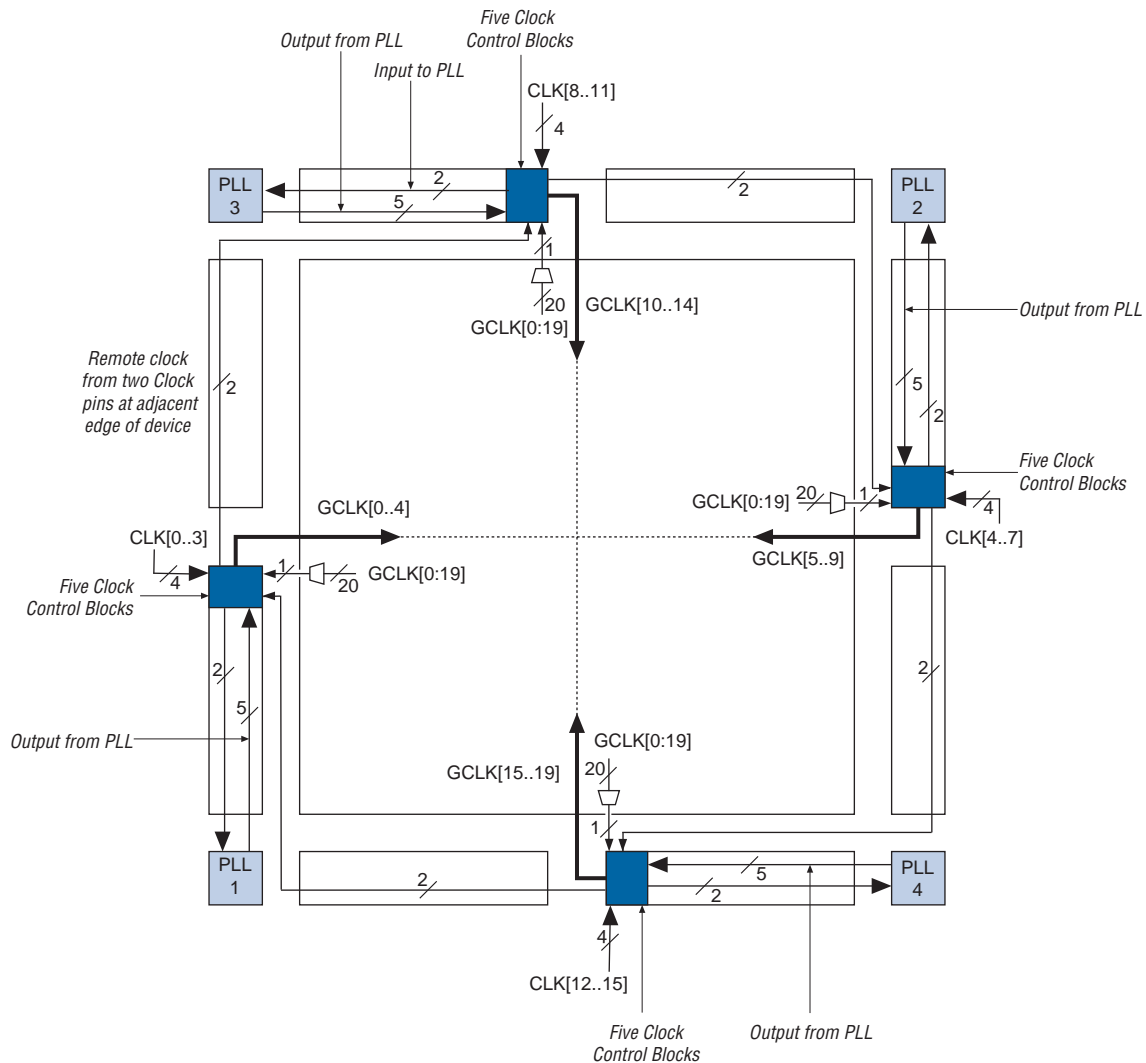 Five Clock
Control Blocks
Output from PLL
Input to PLL
CLK[8..11]
4
PLL
3
2
5
2
PLL
2
1
20
GCLK[0:19]
GCLK[10..14]
Output from PLL
Remote clock
from two Clock
pins at adjacent
edge of device
2
5
2
Five Clock
Control Blocks
GCLK[0:19]
20
1
4
CLK[4..7]
GCLK[0..4]
GCLK[5..9]
CLK[0..3]
4
1
20
GCLK[0:19]
Five Clock
Control Blocks
2
5
2
Output from PLL
GCLK[0:19]
GCLK[15..19]
20
1
PLL
1
2
5
2
PLL
4
4
CLK[12..15]
Five Clock
Control Blocks
Output from PLL